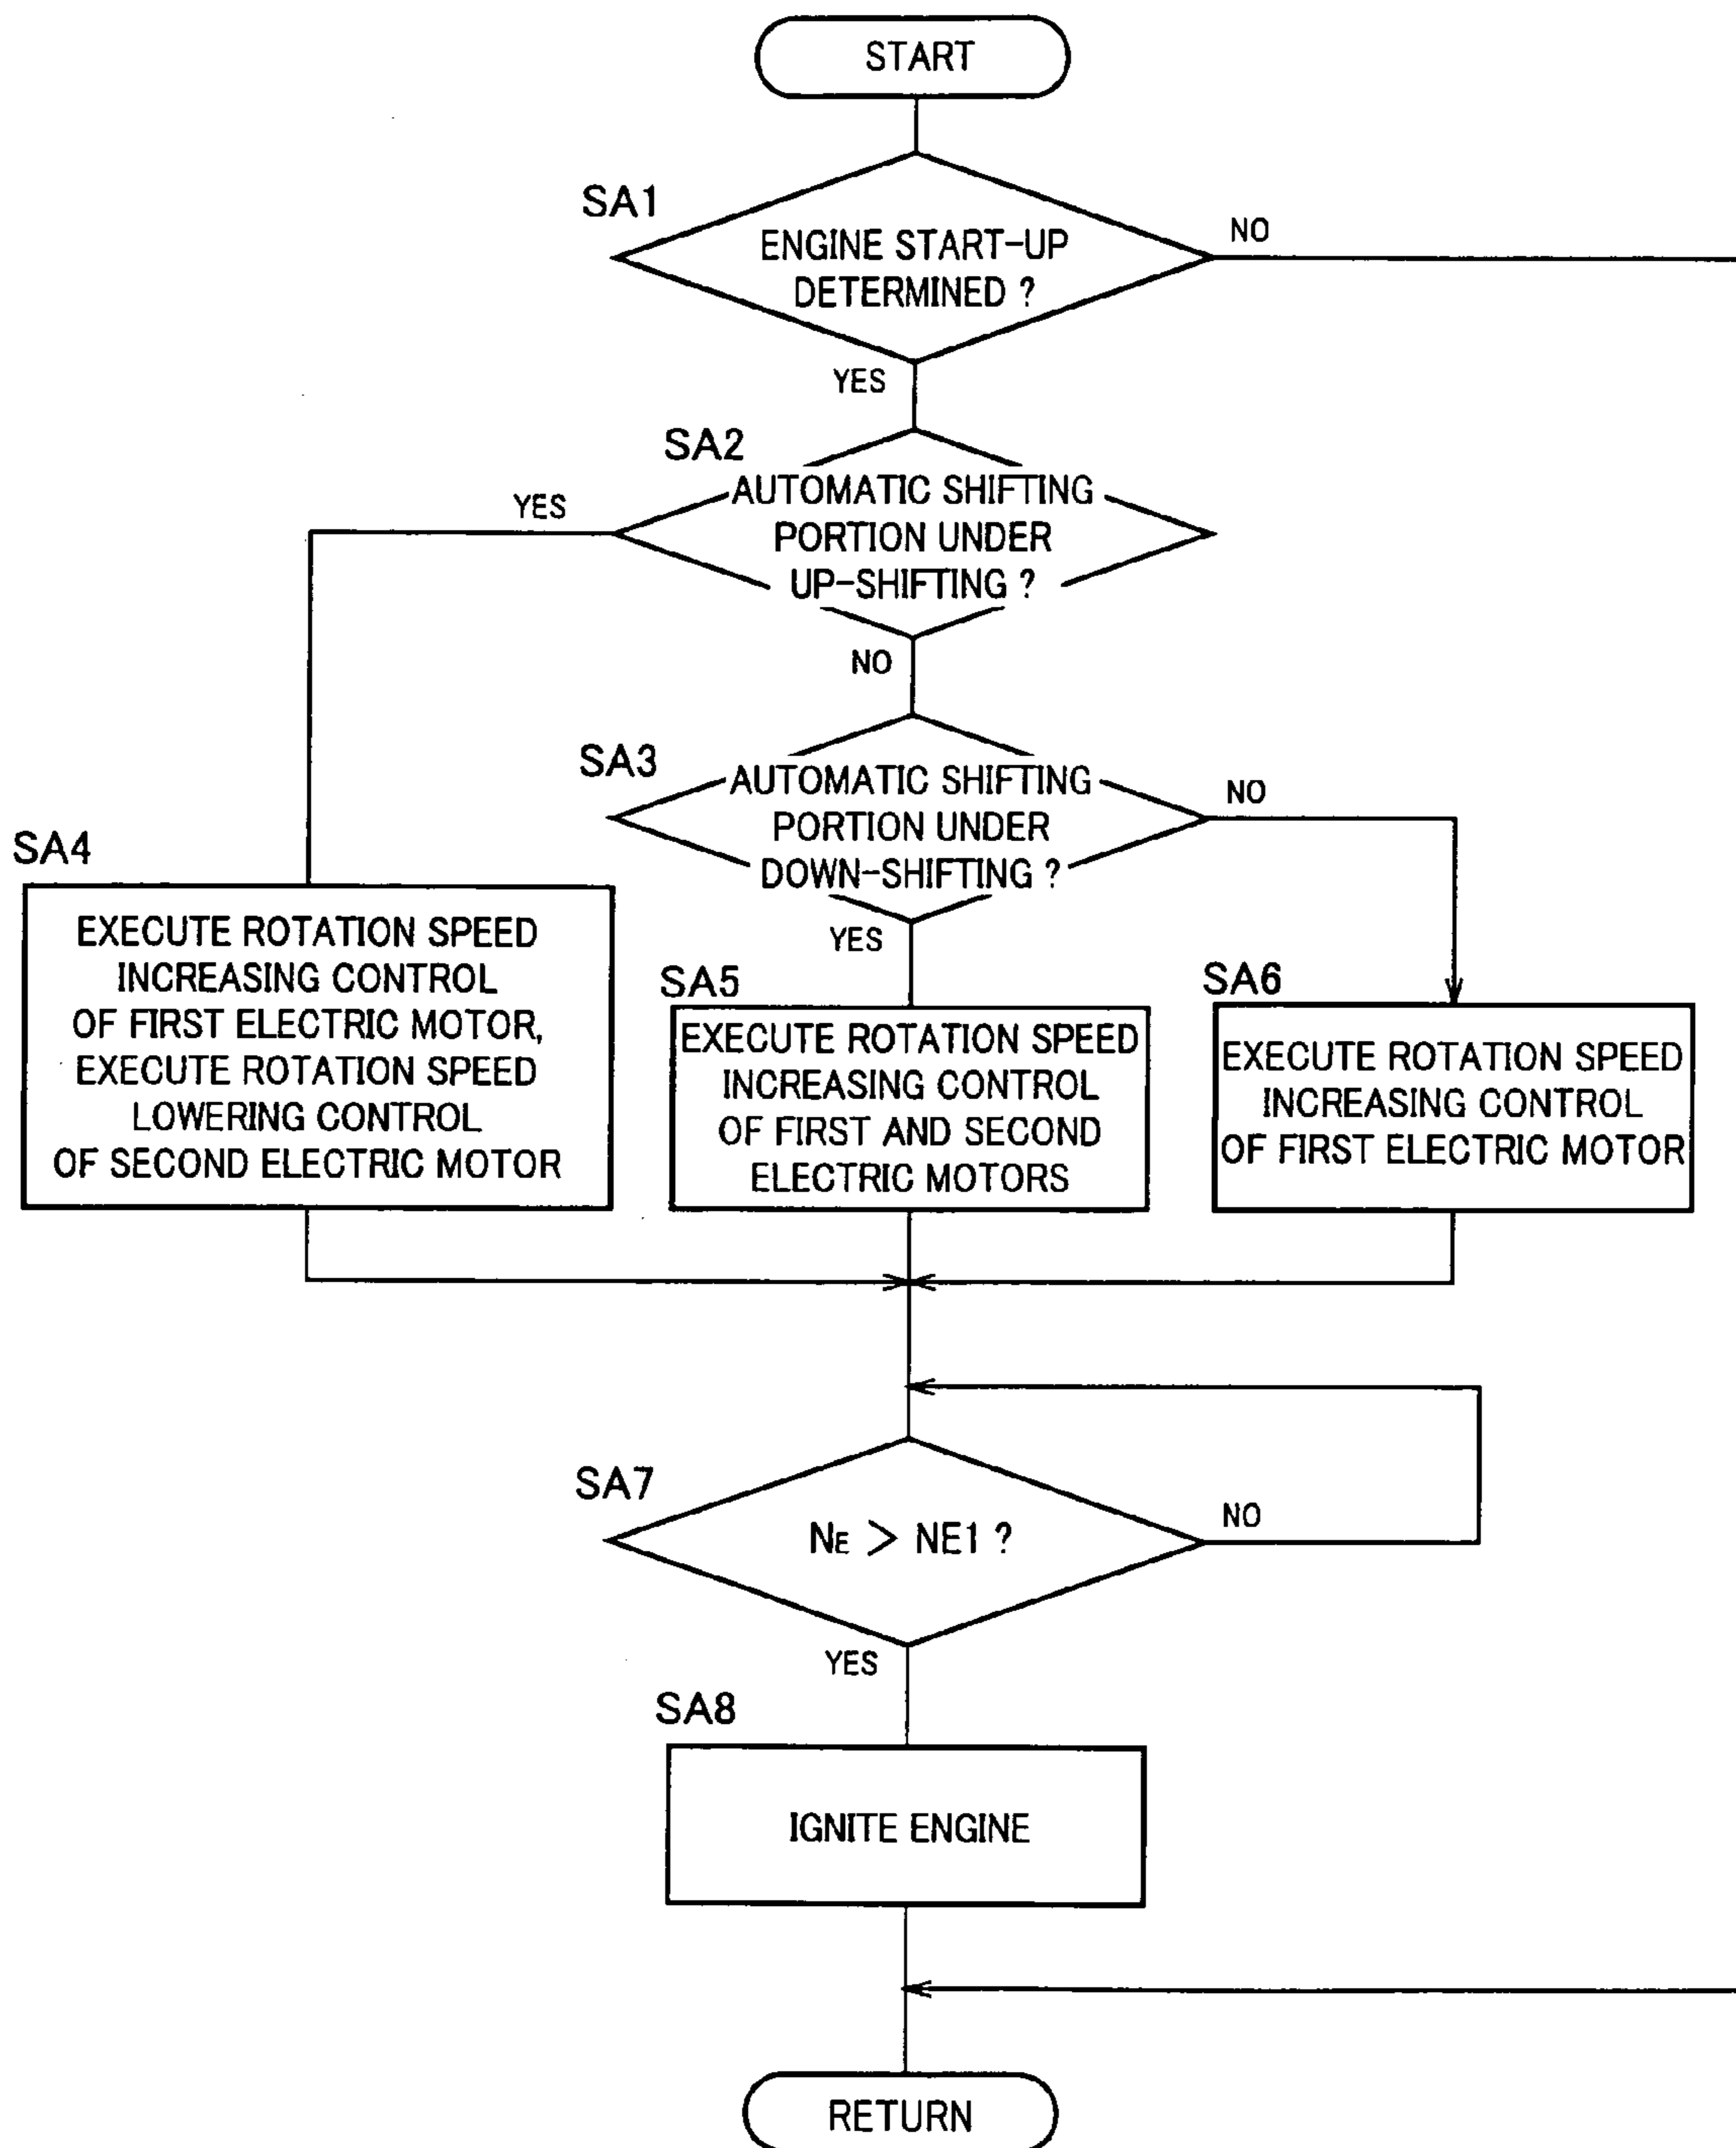 START
SA1
ENGINE START-UP
DETERMINED ?
NO
YES
SA2
AUTOMATIC SHIFTING
PORTION UNDER
UP-SHIFTING ?
YES
NO
SA3
AUTOMATIC SHIFTING
PORTION UNDER
DOWN-SHIFTING ?
NO
YES
SA4
EXECUTE ROTATION SPEED
INCREASING CONTROL
OF FIRST ELECTRIC MOTOR,
EXECUTE ROTATION SPEED
LOWERING CONTROL
OF SECOND ELECTRIC MOTOR
SA5
EXECUTE ROTATION SPEED
INCREASING CONTROL
OF FIRST AND SECOND
ELECTRIC MOTORS
SA6
EXECUTE ROTATION SPEED
INCREASING CONTROL
OF FIRST ELECTRIC MOTOR
SA7
NE > NE1 ?
NO
YES
SA8
IGNITE ENGINE
RETURN